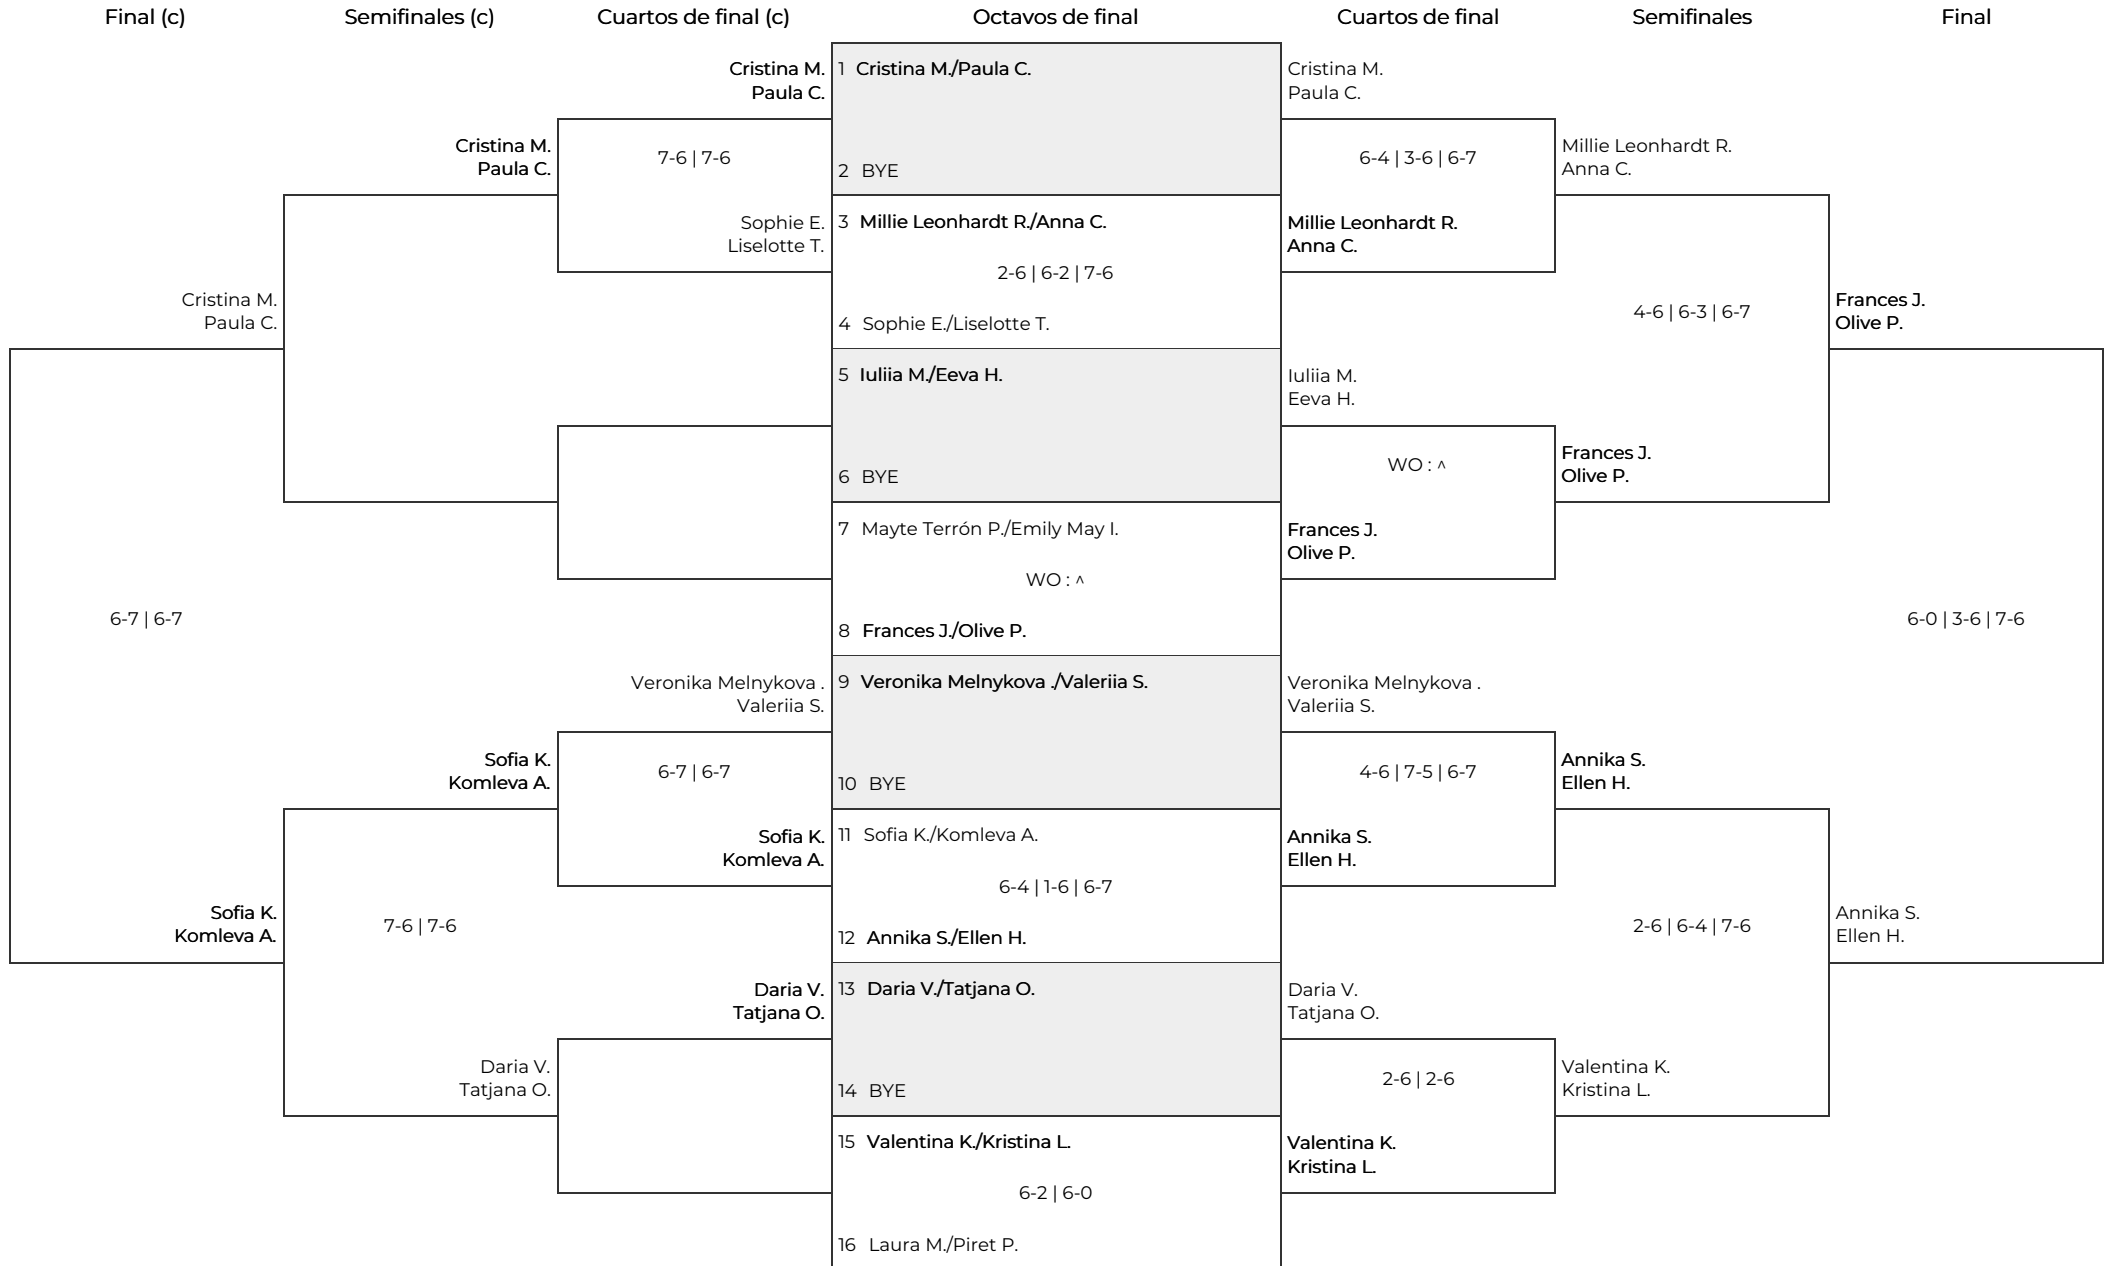 Final (c) Semifinales (c) Cuartos de final (c) Octavos de final Cuartos de final Semifinales Final
Cristina M.
Paula C.
1 Cristina M./Paula C.
Cristina M.
Paula C.
Cristina M.
Paula C.
7-6 | 7-6
2 BYE
6-4 | 3-6 | 6-7
Millie Leonhardt R.
Anna C.
Sophie E.
Liselotte T.
3 Millie Leonhardt R./Anna C.
Millie Leonhardt R.
Anna C.
2-6 | 6-2 | 7-6
Cristina M.
Paula C.
4 Sophie E./Liselotte T.
4-6 | 6-3 | 6-7
Frances J.
Olive P.
5 Iuliia M./Eeva H.
Iuliia M.
Eeva H.
6 BYE
WO : ^
Frances J.
Olive P.
7 Mayte Terrón P./Emily May I.
Frances J.
Olive P.
WO : ^
6-7 | 6-7
8 Frances J./Olive P.
6-0 | 3-6 | 7-6
Veronika Melnykova .
Valeriia S.
9 Veronika Melnykova ./Valeriia S.
Veronika Melnykova .
Valeriia S.
Sofia K.
Komleva A.
6-7 | 6-7
10 BYE
4-6 | 7-5 | 6-7
Annika S.
Ellen H.
Sofia K.
Komleva A.
11 Sofia K./Komleva A.
Annika S.
Ellen H.
6-4 | 1-6 | 6-7
Sofia K.
Komleva A.
7-6 | 7-6
12 Annika S./Ellen H.
2-6 | 6-4 | 7-6
Annika S.
Ellen H.
Daria V.
Tatjana O.
13 Daria V./Tatjana O.
Daria V.
Tatjana O.
Daria V.
Tatjana O.
14 BYE
2-6 | 2-6
Valentina K.
Kristina L.
15 Valentina K./Kristina L.
Valentina K.
Kristina L.
6-2 | 6-0
16 Laura M./Piret P.